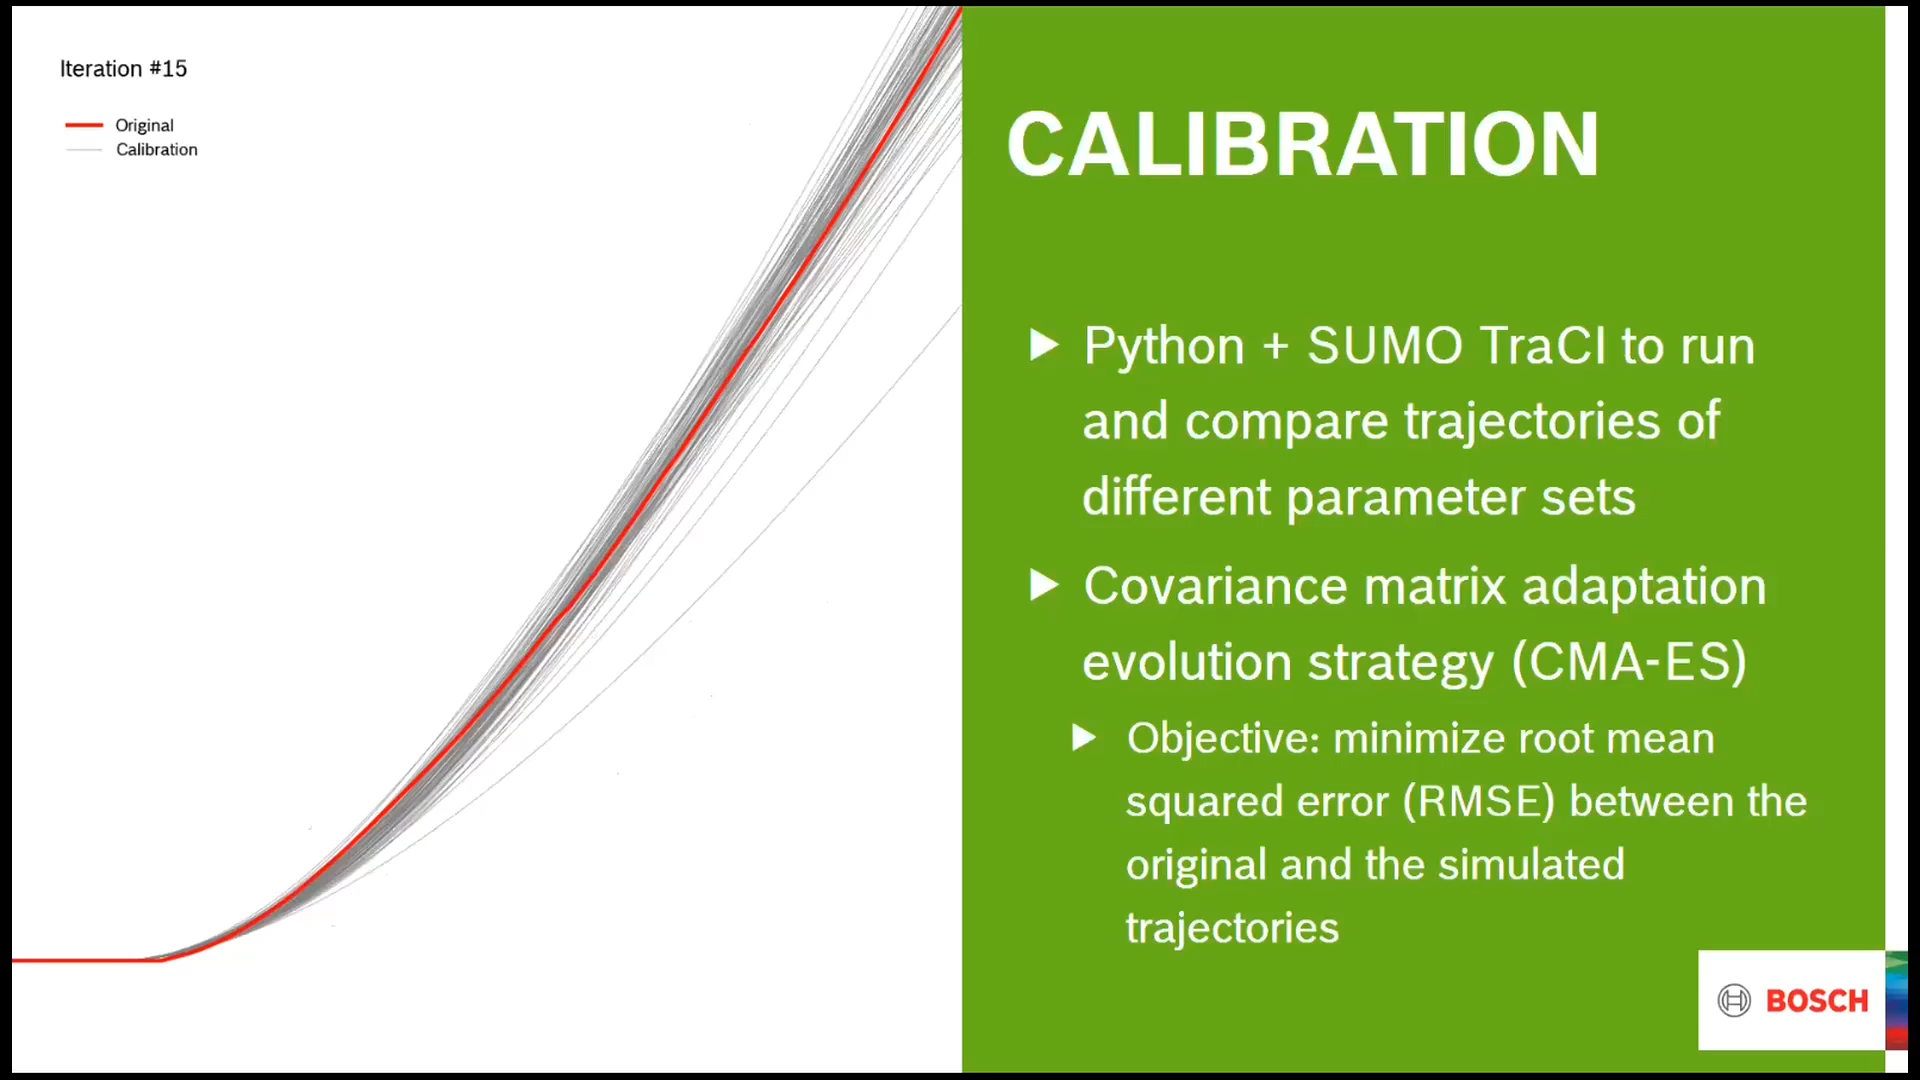 Iteration #15
Original
Calibration
CALIBRATION
Python + SUMO TraCI to run
and compare trajectories of
different parameter sets
Covariance matrix adaptation
evolution strategy (CMA-ES)
Objective: minimize root mean
squared error (RMSE) between the
original and the simulated
trajectories
BOSCH